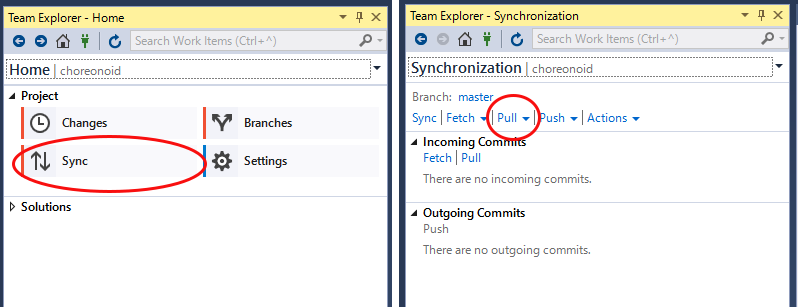 Team Explorer - Home
Search Work Items (Ctrl+^)
Home | choreonoid
Project
Changes
Branches
Sync
Settings
Solutions
Team Explorer - Synchronization
Search Work Items (Ctrl+^)
Synchronization | choreonoid
Branch: master
Sync | Fetch | Pull | Push | Actions
Incoming Commits
Fetch | Pull
There are no incoming commits.
Outgoing Commits
Push
There are no outgoing commits.